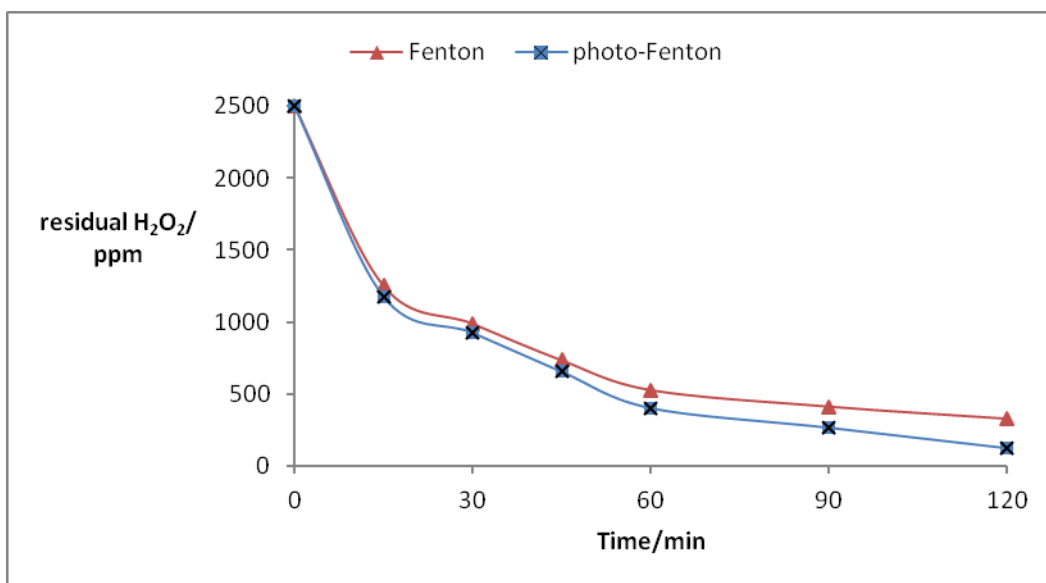 Fenton
photo-Fenton
2500
2000
1500
1000
500
0
residual H₂O₂/
ppm
0 30 60 90 120
Time/min